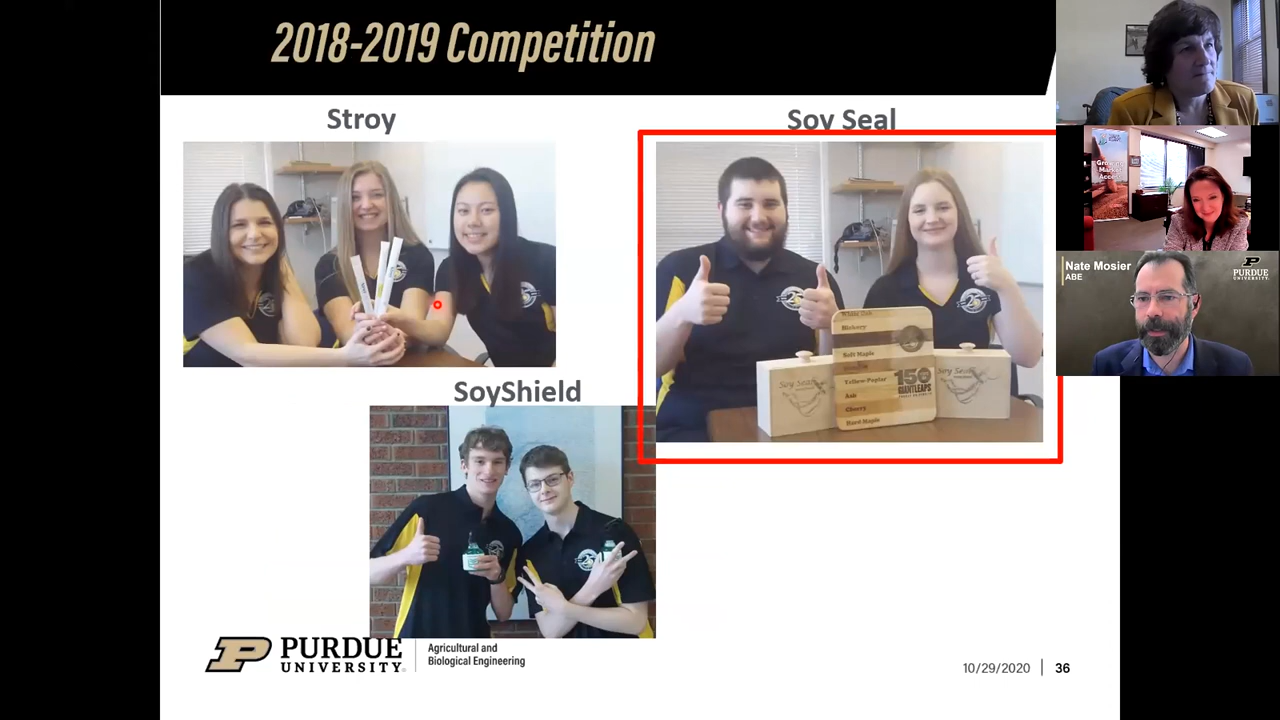 2018-2019 Competition
Stroy
Soy Seal
Hickory
Soft Maple
Yellow-Poplar
Ash
Cherry
Hard Maple
Soy Seal
150
GIANT LEAPS
Soy Seal
25
SoyShield
Nate Mosier
ABE
PURDUE
UNIVERSITY
PURDUE
UNIVERSITY
Agricultural and
Biological Engineering
10/29/2020
36